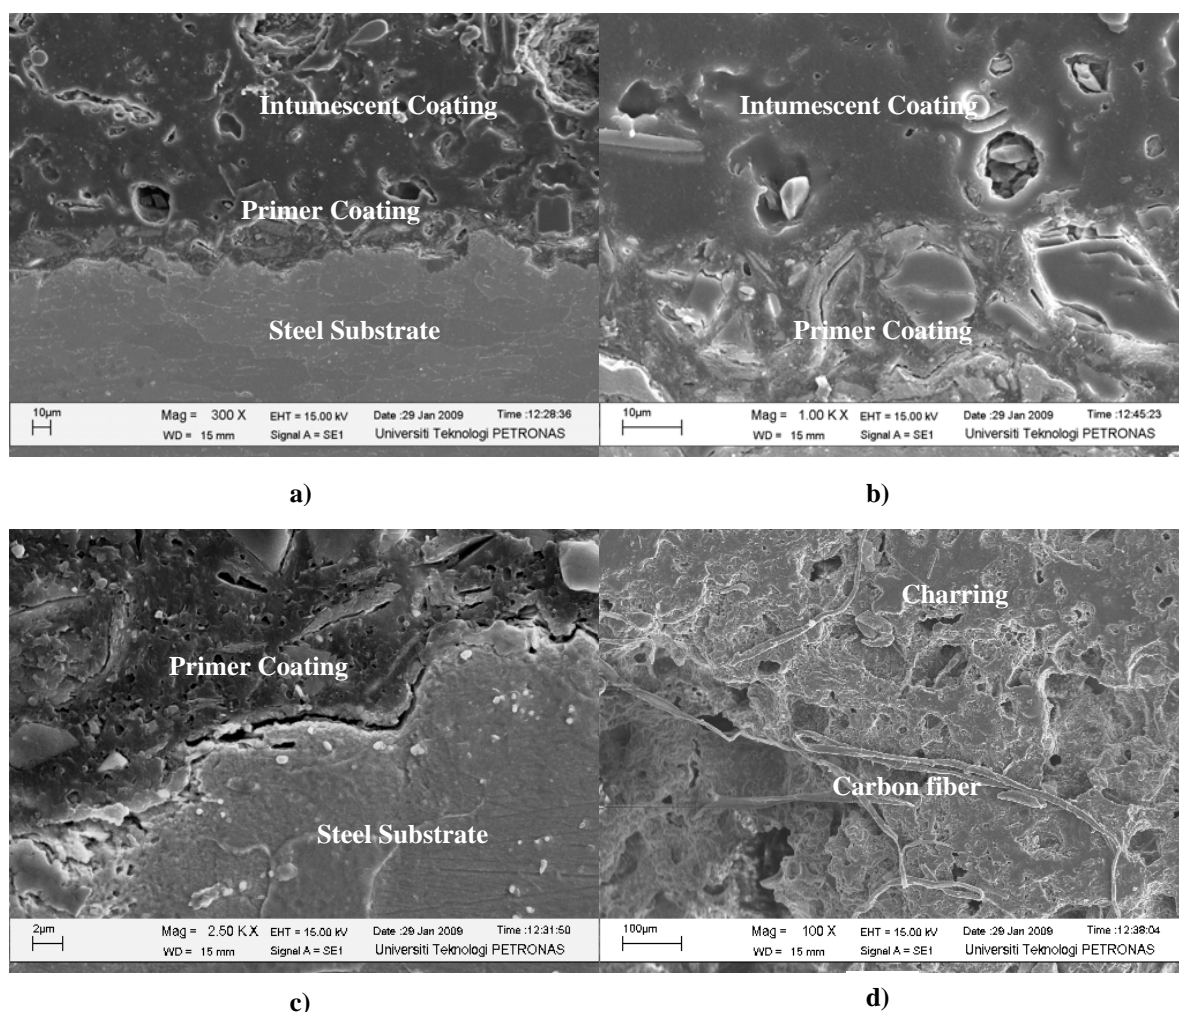 Intumescent Coating
Primer Coating
Steel Substrate
10µm
Mag = 300 X
EHT = 15.00 kV
Date :29 Jan 2009
Time :12:28:36
WD = 15 mm
Signal A = SE1
Universiti Teknologi PETRONAS
a)
Intumescent Coating
Primer Coating
10µm
Mag = 1.00 K X
EHT = 15.00 kV
Date :29 Jan 2009
Time :12:45:23
WD = 15 mm
Signal A = SE1
Universiti Teknologi PETRONAS
b)
Primer Coating
Steel Substrate
2µm
Mag = 2.50 K X
EHT = 15.00 kV
Date :29 Jan 2009
Time :12:31:50
WD = 15 mm
Signal A = SE1
Universiti Teknologi PETRONAS
c)
Charring
Carbon fiber
100µm
Mag = 100 X
EHT = 15.00 kV
Date :29 Jan 2009
Time :12:38:04
WD = 15 mm
Signal A = SE1
Universiti Teknologi PETRONAS
d)